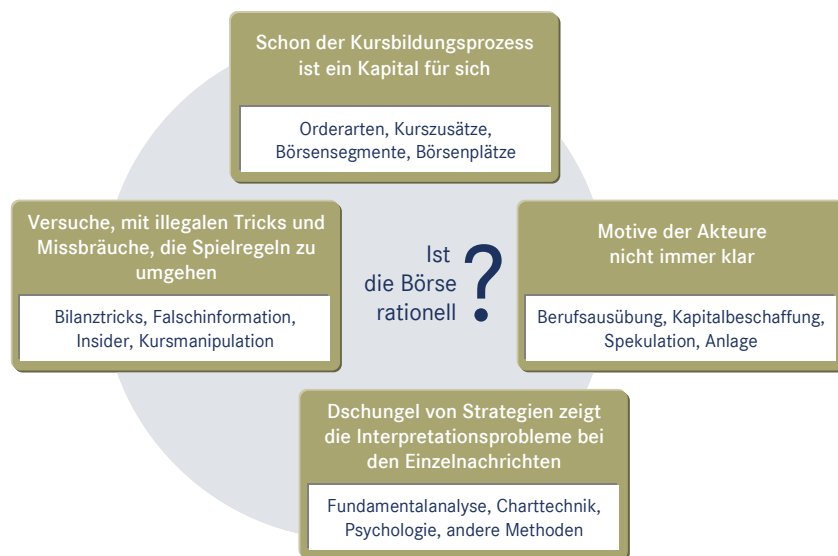 Schon der Kursbildungsprozess
ist ein Kapital für sich
Orderarten, Kurszusätze,
Börsensegmente, Börsenplätze
Versuche, mit illegalen Tricks und
Missbräuche, die Spielregeln zu
umgehen
Bilanztricks, Falschinformation,
Insider, Kursmanipulation
Ist
die Börse
rationell
?
Motive der Akteure
nicht immer klar
Berufsausübung, Kapitalbeschaffung,
Spekulation, Anlage
Dschungel von Strategien zeigt
die Interpretationsprobleme bei
den Einzelnachrichten
Fundamentalanalyse, Charttechnik,
Psychologie, andere Methoden